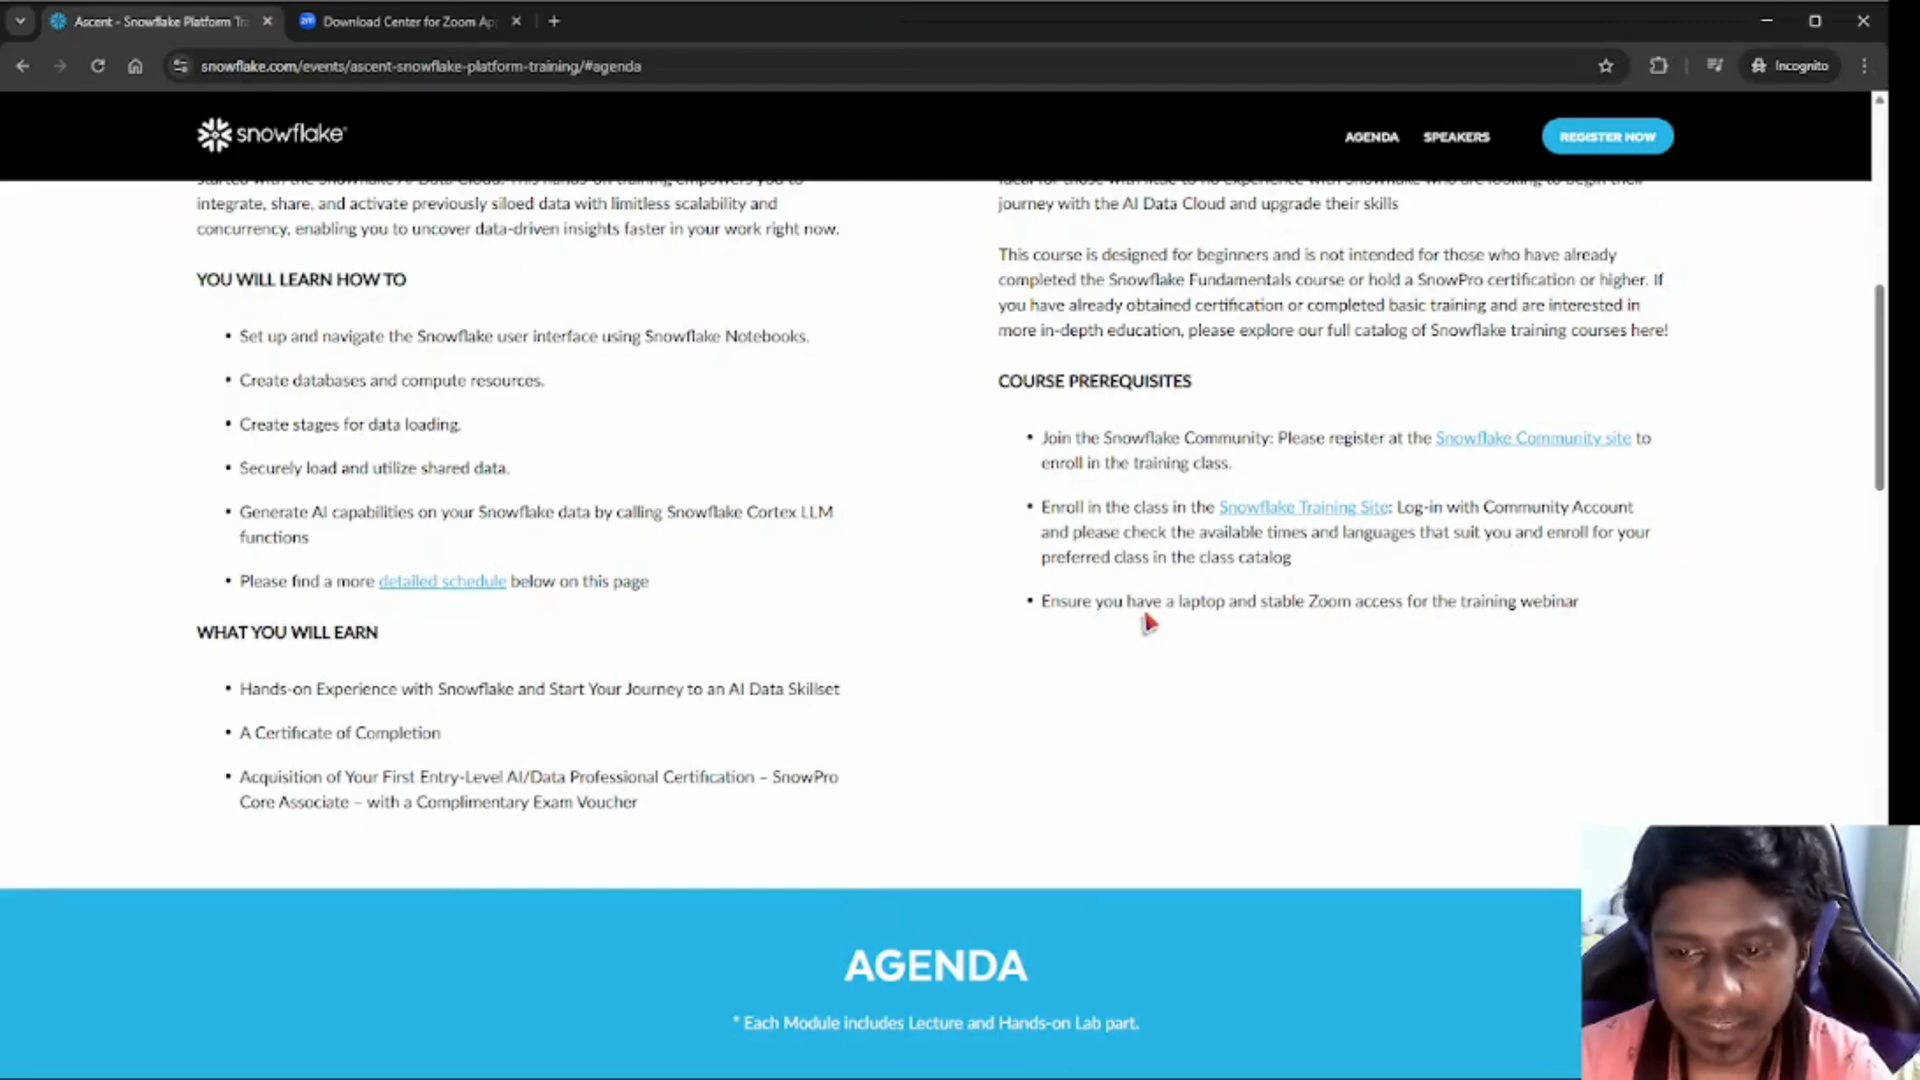 Ascent - Snowflake Platform Tr
Download Center for Zoom Ap
snowflake.com/events/ascent-snowflake-platform-training/#agenda
Incognito
snowflake
AGENDA
SPEAKERS
REGISTER NOW
started with the Snowflake AI Data Cloud. This hands-on training, empowers you to
integrate, share, and activate previously siloed data with limitless scalability and
concurrency, enabling you to uncover data-driven insights faster in your work right now.
YOU WILL LEARN HOW TO
• Set up and navigate the Snowflake user interface using Snowflake Notebooks.
• Create databases and compute resources.
• Create stages for data loading.
• Securely load and utilize shared data.
• Generate AI capabilities on your Snowflake data by calling Snowflake Cortex LLM
functions
• Please find a more detailed schedule below on this page
WHAT YOU WILL EARN
• Hands-on Experience with Snowflake and Start Your Journey to an AI Data Skillset
• A Certificate of Completion
• Acquisition of Your First Entry-Level AI/Data Professional Certification – SnowPro
Core Associate – with a Complimentary Exam Voucher
Ideal for those with little to no experience with Snowflake who are looking to begin their
journey with the AI Data Cloud and upgrade their skills
This course is designed for beginners and is not intended for those who have already
completed the Snowflake Fundamentals course or hold a SnowPro certification or higher. If
you have already obtained certification or completed basic training and are interested in
more in-depth education, please explore our full catalog of Snowflake training courses here!
COURSE PREREQUISITES
• Join the Snowflake Community: Please register at the Snowflake Community site to
enroll in the training class.
• Enroll in the class in the Snowflake Training Site: Log-in with Community Account
and please check the available times and languages that suit you and enroll for your
preferred class in the class catalog
• Ensure you have a laptop and stable Zoom access for the training webinar
AGENDA
* Each Module includes Lecture and Hands-on Lab part.